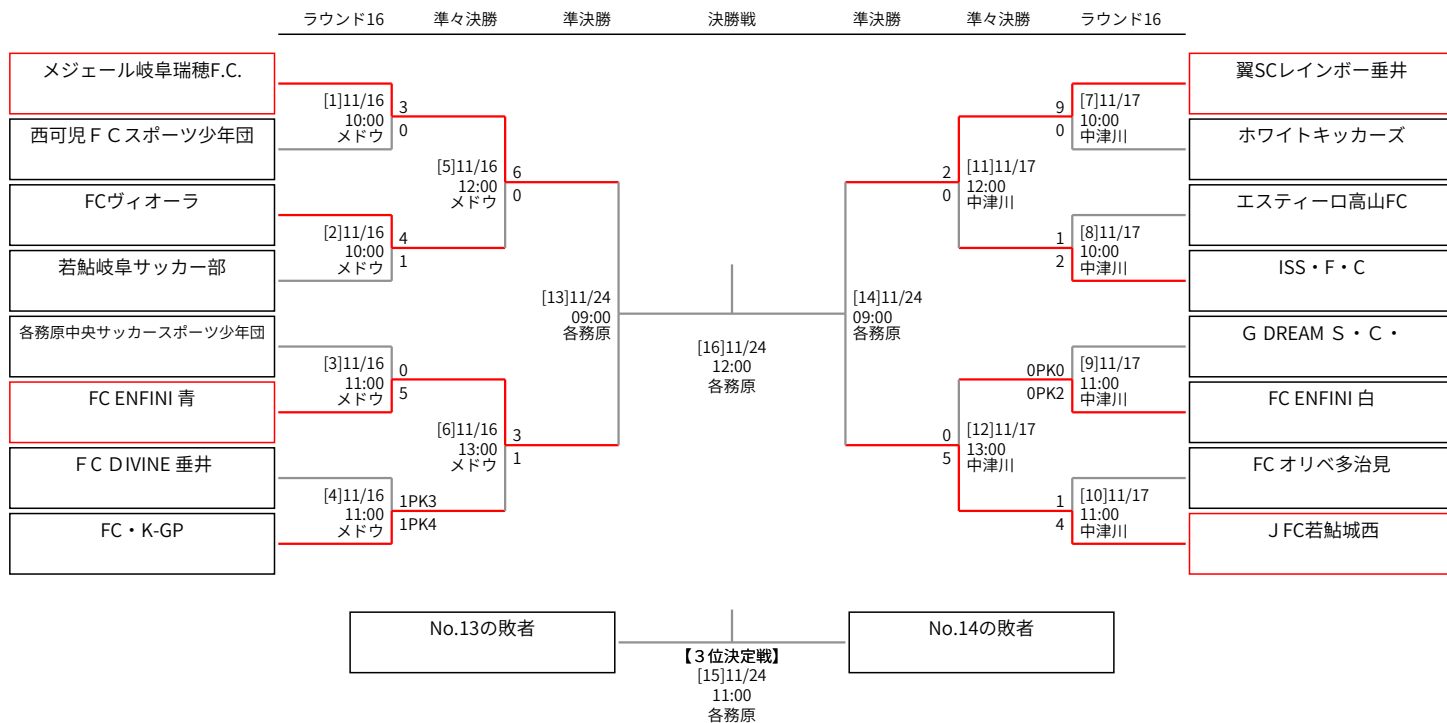 ラウンド16 準々決勝 準決勝 決勝戦 準決勝 準々決勝 ラウンド16
メジェール岐阜瑞穂F.C.
西可児ＦＣスポーツ少年団
FCヴィオーラ
若鮎岐阜サッカー部
各務原中央サッカースポーツ少年団
FC ENFINI 青
ＦＣ ＤIVINE 垂井
FC・K-GP
[1]11/16
10:00
メドウ
3
0
[2]11/16
10:00
メドウ
4
1
[3]11/16
11:00
メドウ
0
5
[4]11/16
11:00
メドウ
1PK3
1PK4
[5]11/16
12:00
メドウ
6
0
[6]11/16
13:00
メドウ
3
1
[13]11/24
09:00
各務原
[16]11/24
12:00
各務原
[14]11/24
09:00
各務原
2
0
[11]11/17
12:00
中津川
0
5
[12]11/17
13:00
中津川
9
0
[7]11/17
10:00
中津川
1
2
[8]11/17
10:00
中津川
0PK0
0PK2
[9]11/17
11:00
中津川
1
4
[10]11/17
11:00
中津川
翼SCレインボー垂井
ホワイトキッカーズ
エスティーロ高山FC
ISS・F・C
Ｇ DREAM Ｓ・Ｃ・
FC ENFINI 白
FC オリベ多治見
ＪFC若鮎城西
No.13の敗者
No.14の敗者
【３位決定戦】
[15]11/24
11:00
各務原